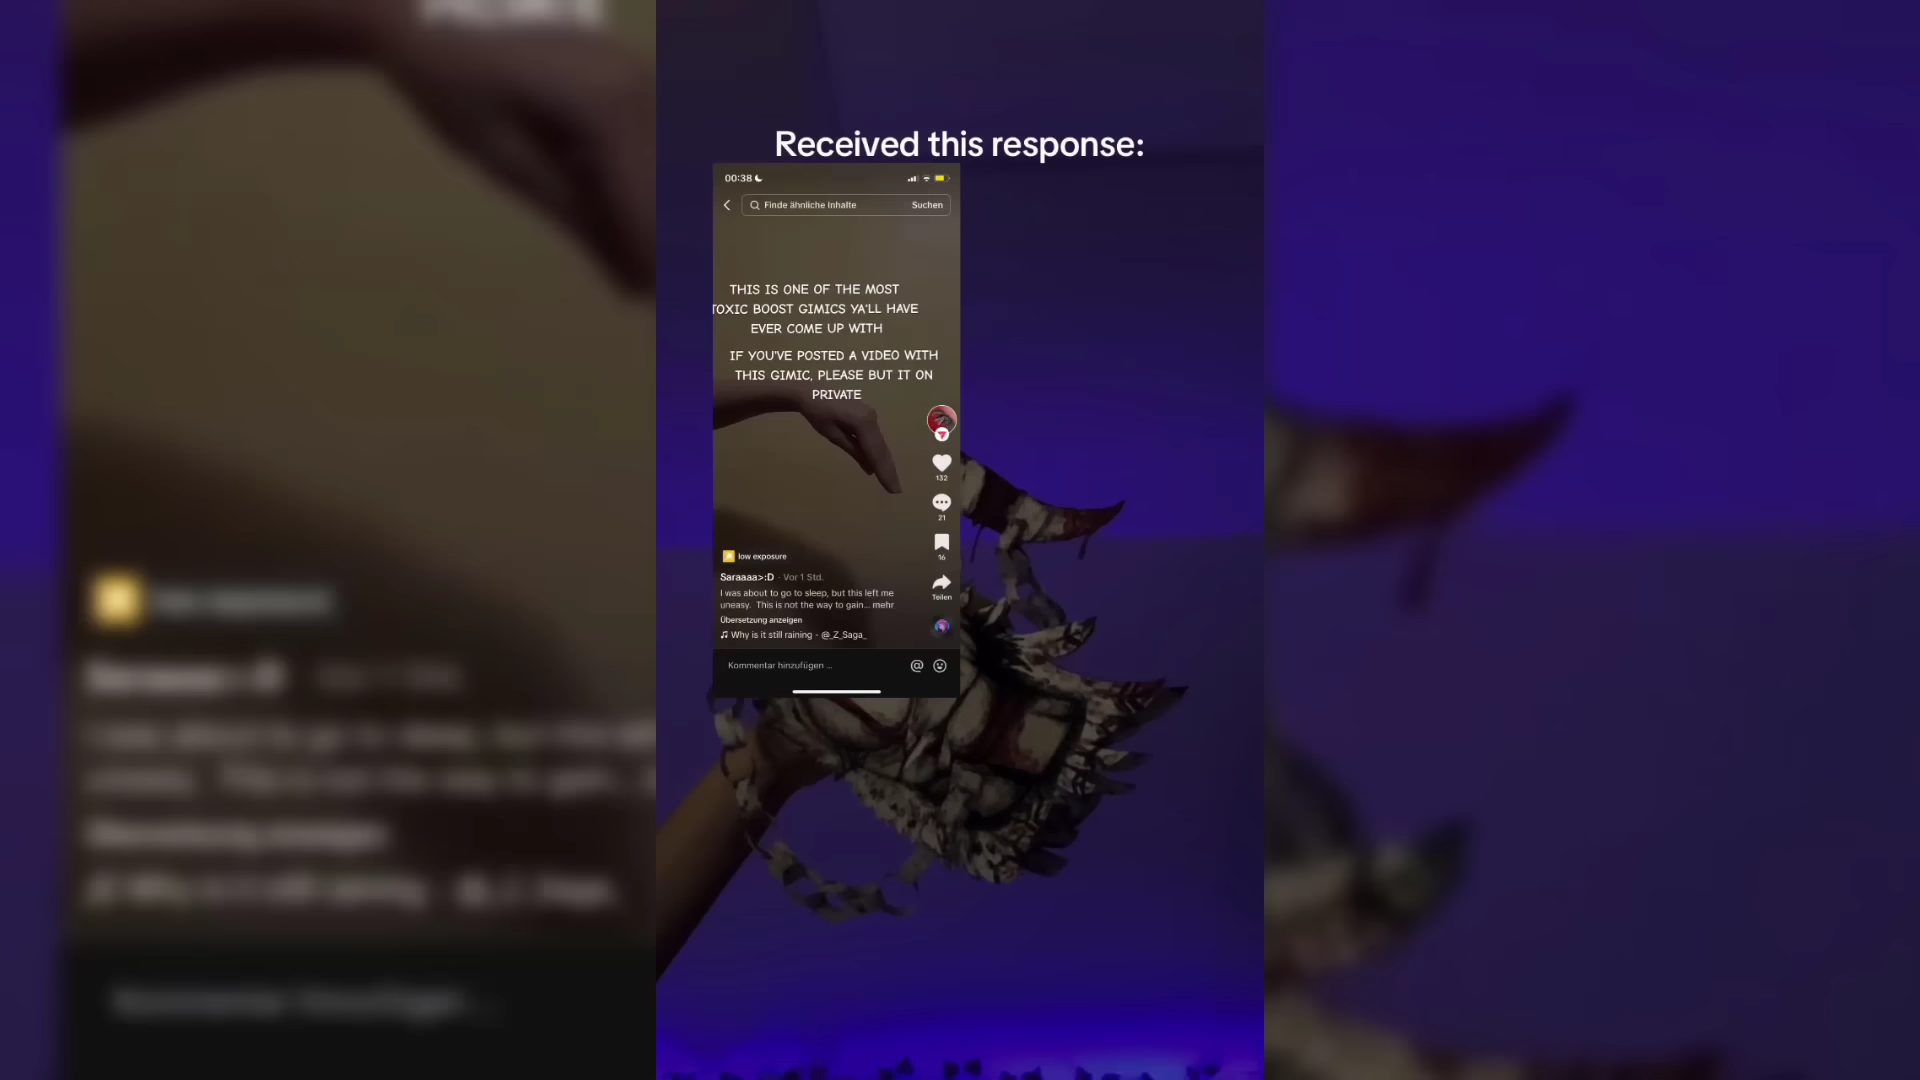 Received this response:
00:38
Finde ähnliche Inhalte Suchen
THIS IS ONE OF THE MOST
TOXIC BOOST GIMICS YA'LL HAVE
EVER COME UP WITH
IF YOU'VE POSTED A VIDEO WITH
THIS GIMIC, PLEASE BUT IT ON
PRIVATE
132
21
16
Teilen
low exposure
Saraaaa>:D · Vor 1 Std.
I was about to go to sleep, but this left me
uneasy. This is not the way to gain... mehr
Übersetzung anzeigen
Why is it still raining - @_Z_Saga_
Kommentar hinzufügen ...